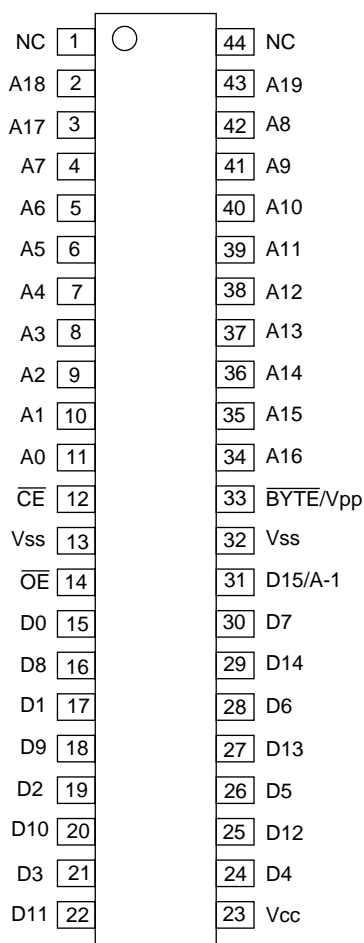 NC 1 44 NC
A18 2 43 A19
A17 3 42 A8
A7 4 41 A9
A6 5 40 A10
A5 6 39 A11
A4 7 38 A12
A3 8 37 A13
A2 9 36 A14
A1 10 35 A15
A0 11 34 A16
C̅E̅ 12 33 B̅Y̅T̅E̅/Vpp
Vss 13 32 Vss
O̅E̅ 14 31 D15/A-1
D0 15 30 D7
D8 16 29 D14
D1 17 28 D6
D9 18 27 D13
D2 19 26 D5
D10 20 25 D12
D3 21 24 D4
D11 22 23 Vcc